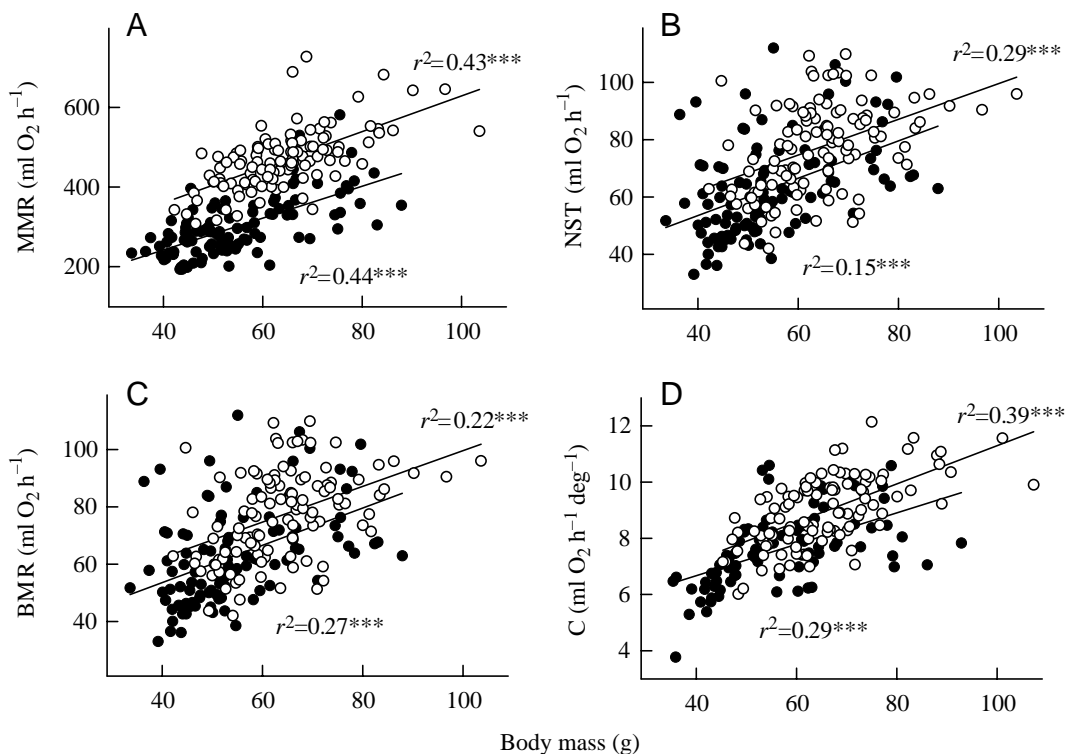 A
r²=0.43***
600
400
200
MMR (ml O₂ h⁻¹)
r²=0.44***
40 60 80 100
B
r²=0.29***
100
80
60
40
NST (ml O₂ h⁻¹)
r²=0.15***
40 60 80 100
C
r²=0.22***
100
80
60
40
BMR (ml O₂ h⁻¹)
r²=0.27***
40 60 80 100
D
r²=0.39***
12
10
8
6
4
C (ml O₂ h⁻¹ deg⁻¹)
r²=0.29***
40 60 80 100
Body mass (g)